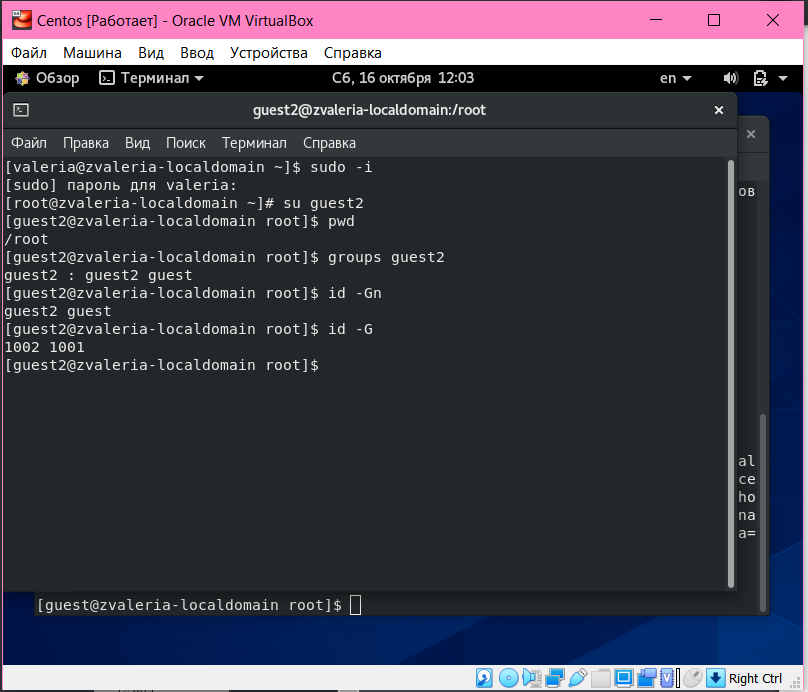 Centos [Работает] - Oracle VM VirtualBox
Файл Машина Вид Ввод Устройства Справка
Обзор Терминал Сб, 16 октября 12:03 en
guest2@zvaleria-localdomain:/root
Файл Правка Вид Поиск Терминал Справка
[valeria@zvaleria-localdomain ~]$ sudo -i
[sudo] пароль для valeria:
[root@zvaleria-localdomain ~]# su guest2
[guest2@zvaleria-localdomain root]$ pwd
/root
[guest2@zvaleria-localdomain root]$ groups guest2
guest2 : guest2 guest
[guest2@zvaleria-localdomain root]$ id -Gn
guest2 guest
[guest2@zvaleria-localdomain root]$ id -G
1002 1001
[guest2@zvaleria-localdomain root]$
ов
al
ce
ho
na
a=
[guest@zvaleria-localdomain root]$
Right Ctrl